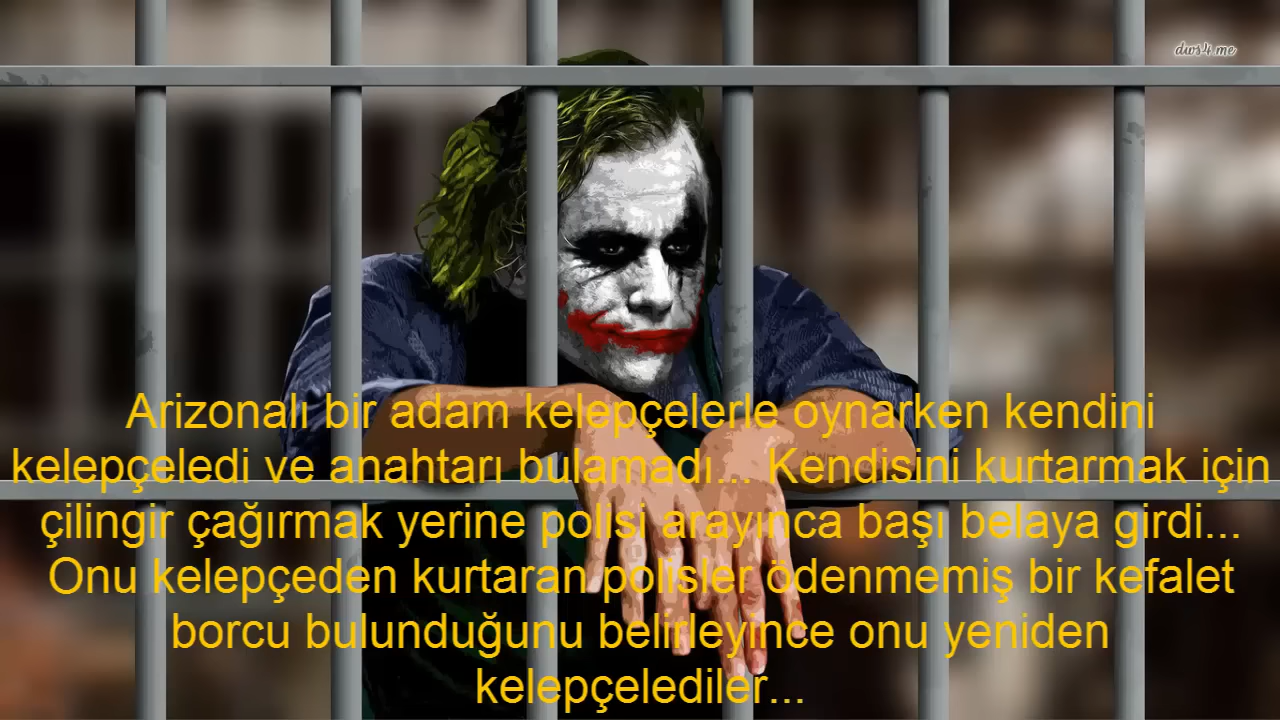 dws4.me
Arizonalı bir adam kelepçelerle oynarken kendini
kelepçeledi ve anahtarı bulamadı... Kendisini kurtarmak için
çilingir çağırmak yerine polisi arayınca başı belaya girdi...
Onu kelepçeden kurtaran polisler ödenmemiş bir kefalet
borcu bulunduğunu belirleyince onu yeniden
kelepçelediler...